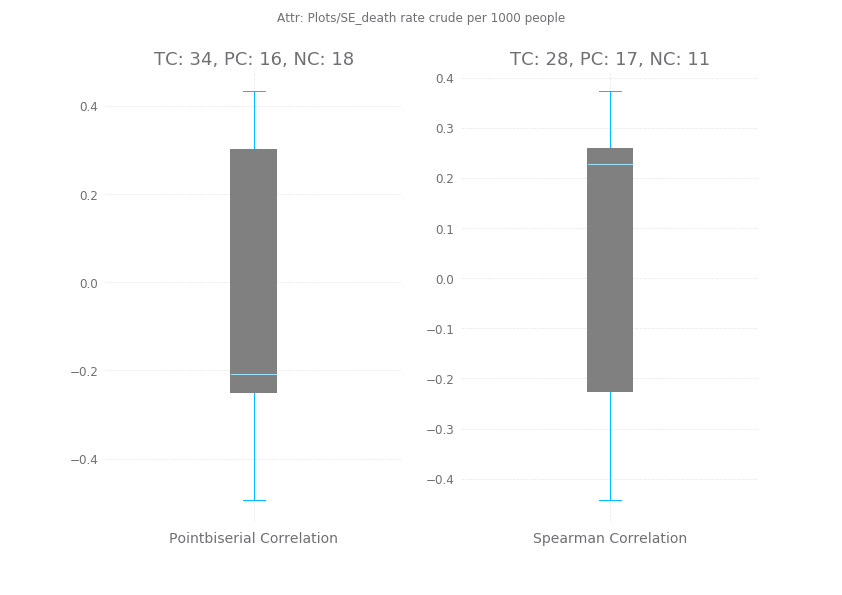 Attr: Plots/SE_death rate crude per 1000 people
TC: 34, PC: 16, NC: 18
0.4
0.2
0.0
−0.2
−0.4
Pointbiserial Correlation
TC: 28, PC: 17, NC: 11
0.4
0.3
0.2
0.1
0.0
−0.1
−0.2
−0.3
−0.4
Spearman Correlation